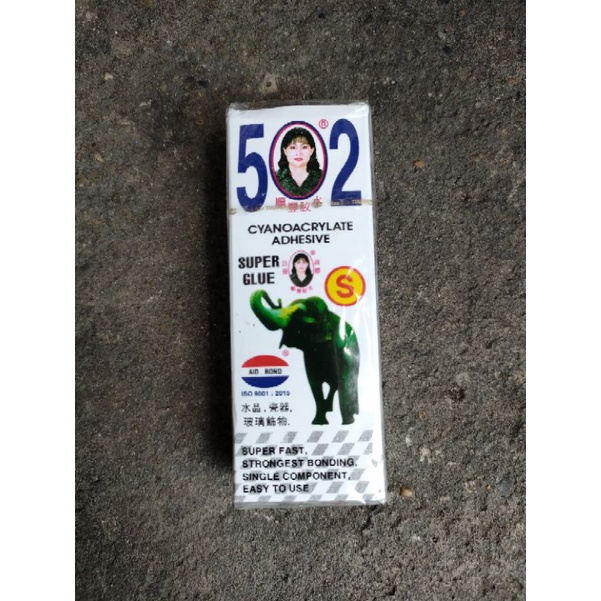 502®
CYANOACRYLATE
ADHESIVE
SUPER
GLUE
S
AID BOND
®
ISO 9001 : 2015
水晶 . 瓷器.
玻璃飾物.
SUPER FAST,
STRONGEST BONDING,
SINGLE COMPONENT,
EASY TO USE